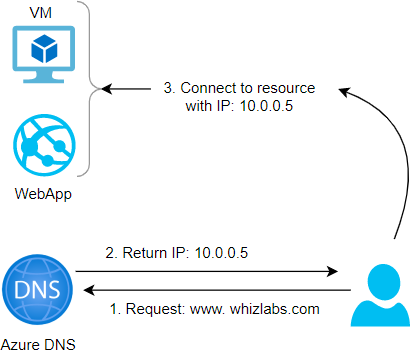 VM
3. Connect to resource
with IP: 10.0.0.5
WebApp
2. Return IP: 10.0.0.5
DNS
1. Request: www. whizlabs.com
Azure DNS